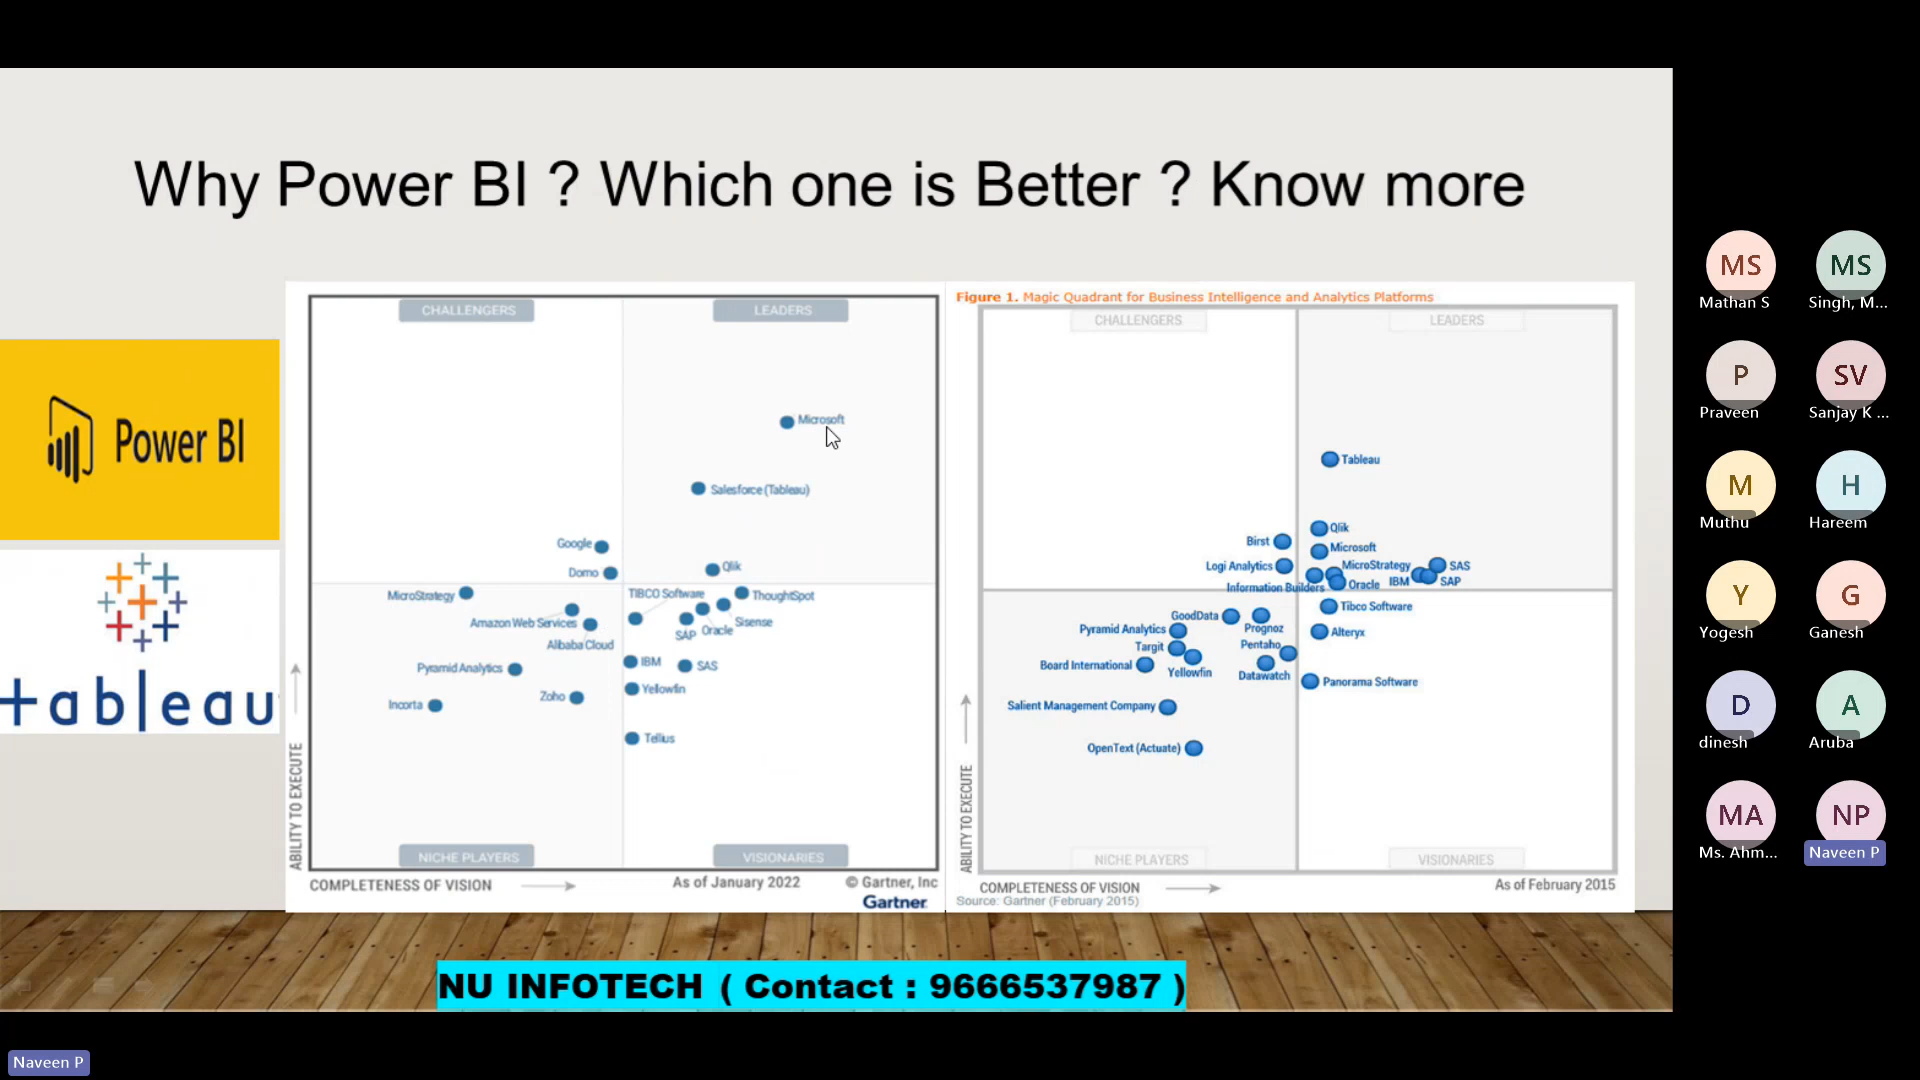 Why Power BI ? Which one is Better ? Know more
Power BI
+ableau
CHALLENGERS
LEADERS
Microsoft
Salesforce (Tableau)
Google
Domo
Qlik
MicroStrategy
TIBCO Software
ThoughtSpot
Amazon Web Services
Sisense
SAP
Oracle
Alibaba Cloud
IBM
SAS
Pyramid Analytics
Yellowfin
Zoho
Incorta
Tellius
NICHE PLAYERS
VISIONARIES
ABILITY TO EXECUTE
COMPLETENESS OF VISION
As of January 2022
© Gartner, Inc
Gartner
Figure 1. Magic Quadrant for Business Intelligence and Analytics Platforms
CHALLENGERS
LEADERS
Tableau
Qlik
Birst
Microsoft
Logi Analytics
MicroStrategy
SAS
Information Builders
Oracle
IBM
SAP
Tibco Software
GoodData
Prognoz
Pyramid Analytics
Alteryx
Targit
Pentaho
Board International
Yellowfin
Datawatch
Panorama Software
Salient Management Company
OpenText (Actuate)
NICHE PLAYERS
VISIONARIES
ABILITY TO EXECUTE
COMPLETENESS OF VISION
As of February 2015
Source: Gartner (February 2015)
NU INFOTECH ( Contact : 9666537987 )
MS
Mathan S
MS
Singh, M...
P
Praveen
SV
Sanjay K ...
M
Muthu
H
Hareem
Y
Yogesh
G
Ganesh
D
dinesh
A
Aruba
MA
Ms. Ahm...
NP
Naveen P
Naveen P